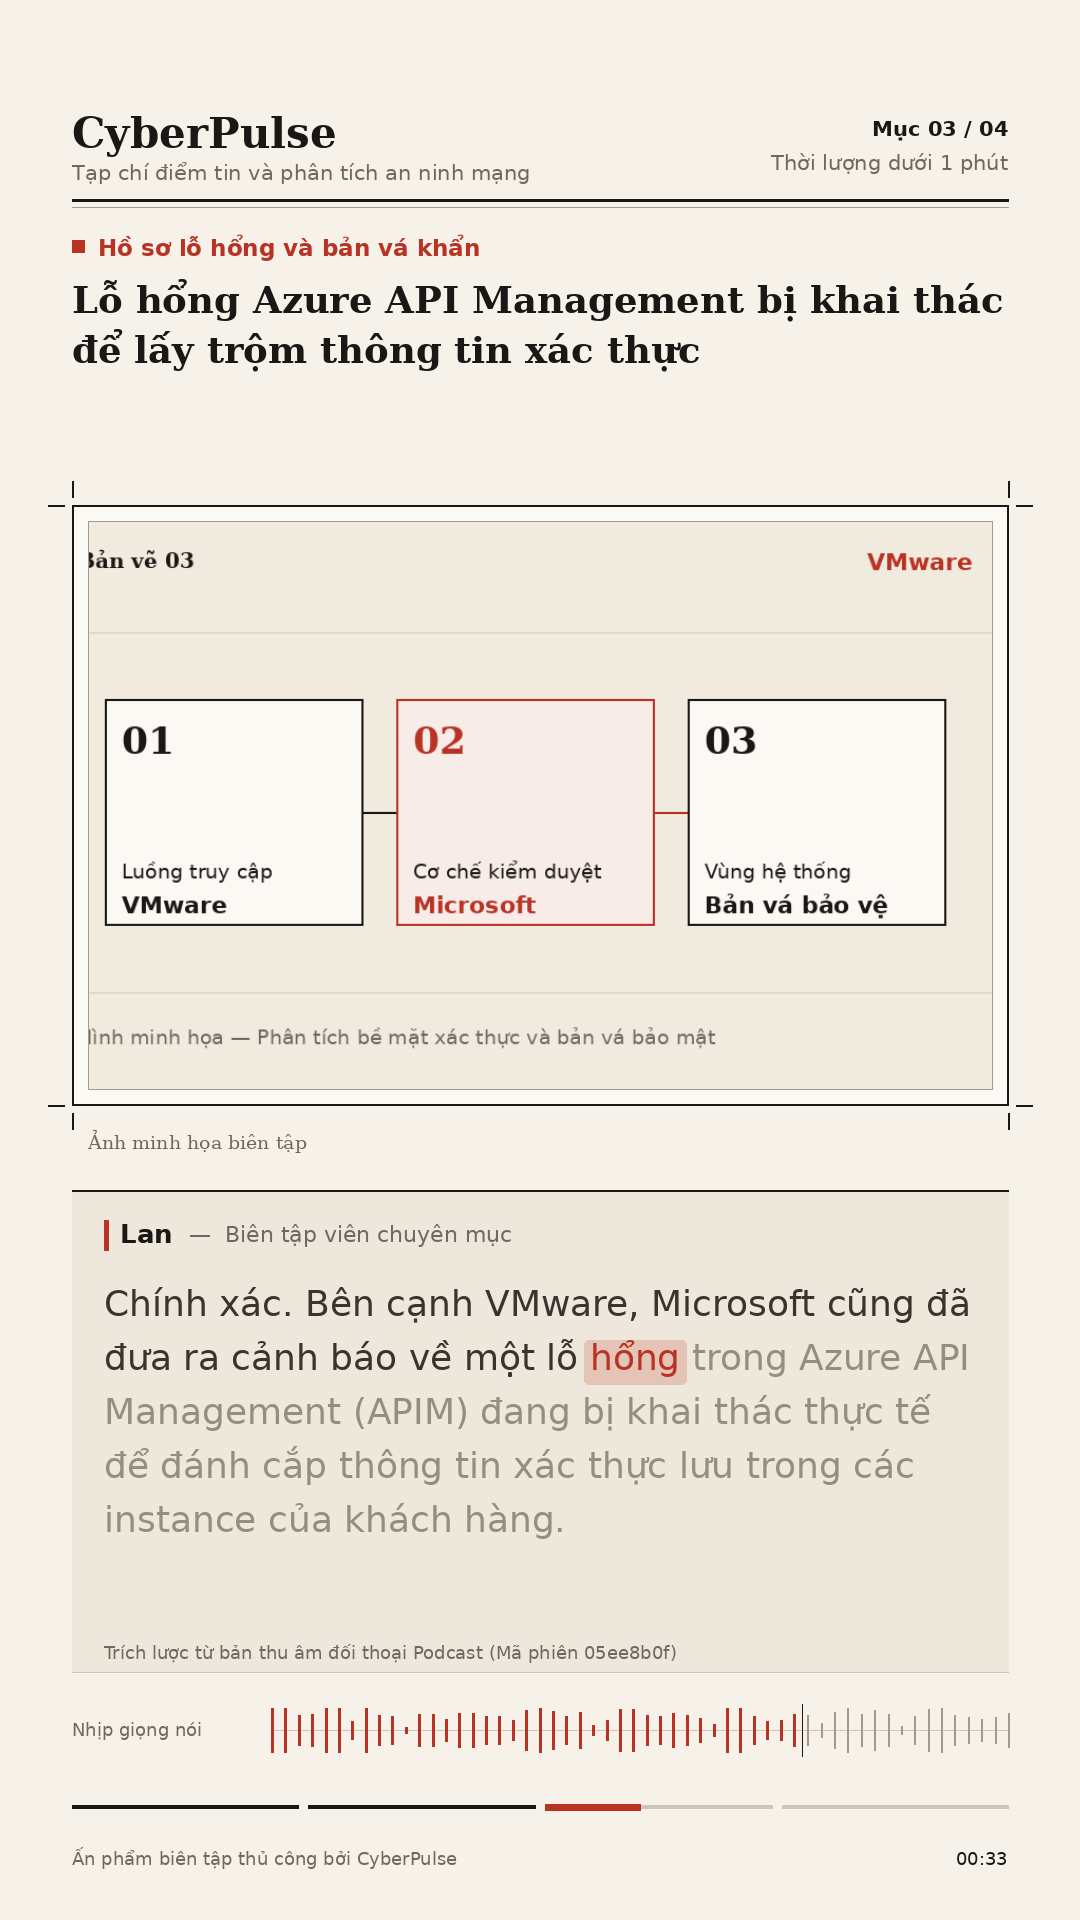 CyberPulse
Tạp chí điểm tin và phân tích an ninh mạng
Mục 03 / 04
Thời lượng dưới 1 phút
Hồ sơ lỗ hổng và bản vá khẩn
Lỗ hổng Azure API Management bị khai thác
để lấy trộm thông tin xác thực
Bản vẽ 03
VMware
01
Luồng truy cập
VMware
02
Cơ chế kiểm duyệt
Microsoft
03
Vùng hệ thống
Bản vá bảo vệ
minh họa — Phân tích bề mặt xác thực và bản vá bảo mật
Ảnh minh họa biên tập
Lan — Biên tập viên chuyên mục
Chính xác. Bên cạnh VMware, Microsoft cũng đã
đưa ra cảnh báo về một lỗ hổng trong Azure API
Management (APIM) đang bị khai thác thực tế
để đánh cắp thông tin xác thực lưu trong các
instance của khách hàng.
Trích lược từ bản thu âm đối thoại Podcast (Mã phiên 05ee8b0f)
Nhịp giọng nói
Ấn phẩm biên tập thủ công bởi CyberPulse
00:33